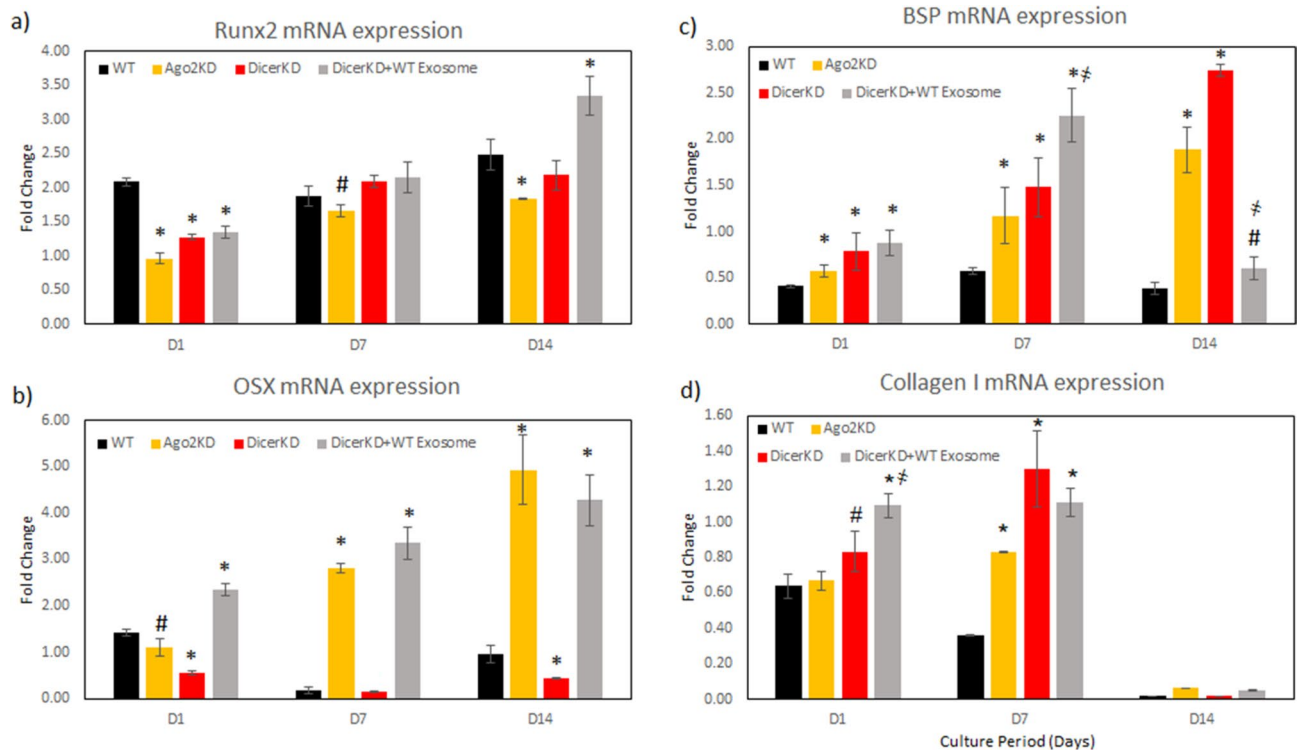 a)
Runx2 mRNA expression
4.00
3.50
3.00
2.50
2.00
1.50
1.00
0.50
0.00
Fold Change
WT Ago2KD DicerKD DicerKD+WT Exosome
* * *
#
*
*
D1 D7 D14
b)
OSX mRNA expression
6.00
5.00
4.00
3.00
2.00
1.00
0.00
Fold Change
WT Ago2KD DicerKD DicerKD+WT Exosome
# * *
* *
* * *
D1 D7 D14
c)
BSP mRNA expression
3.00
2.50
2.00
1.50
1.00
0.50
0.00
Fold Change
WT Ago2KD
DicerKD DicerKD+WT Exosome
* * *
* * *‡
* * ‡
#
D1 D7 D14
d)
Collagen I mRNA expression
1.60
1.40
1.20
1.00
0.80
0.60
0.40
0.20
0.00
Fold Change
WT Ago2KD
DicerKD DicerKD+WT Exosome
# *‡
* * *
D1 D7 D14
Culture Period (Days)